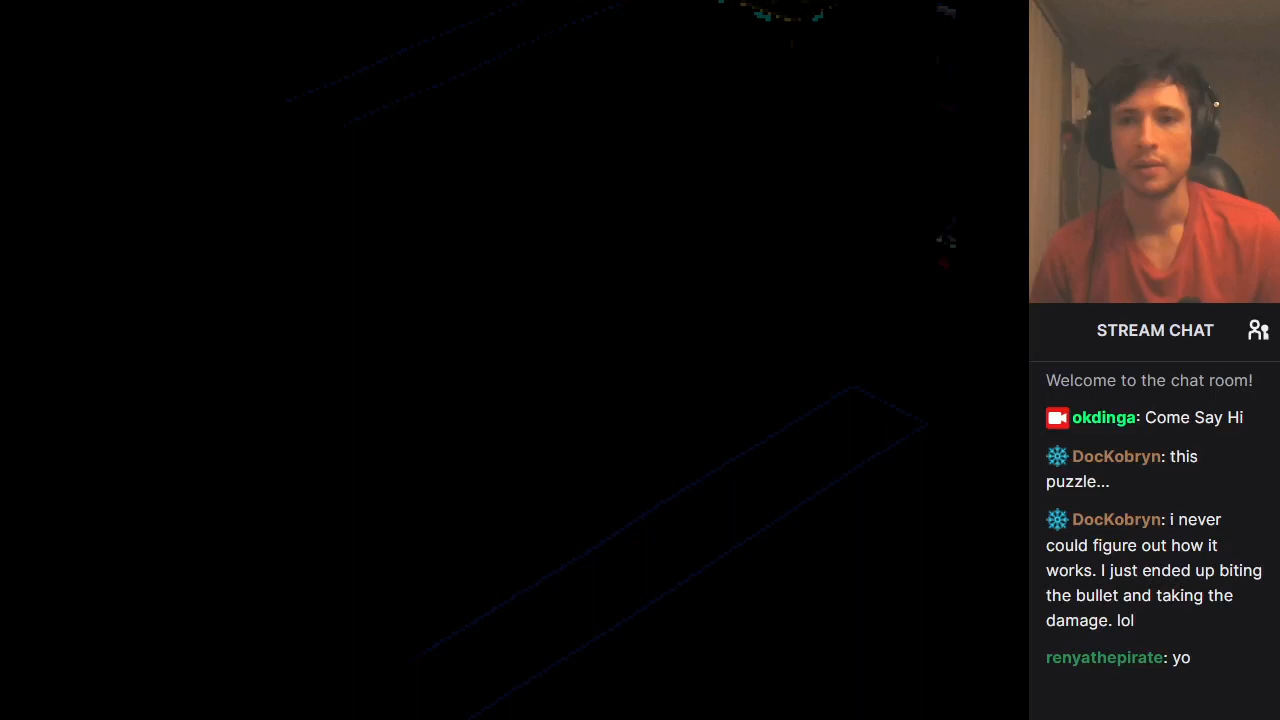 STREAM CHAT
Welcome to the chat room!
okdinga: Come Say Hi
DocKobryn: this
puzzle...
DocKobryn: i never
could figure out how it
works. I just ended up biting
the bullet and taking the
damage. lol
renyathepirate: yo